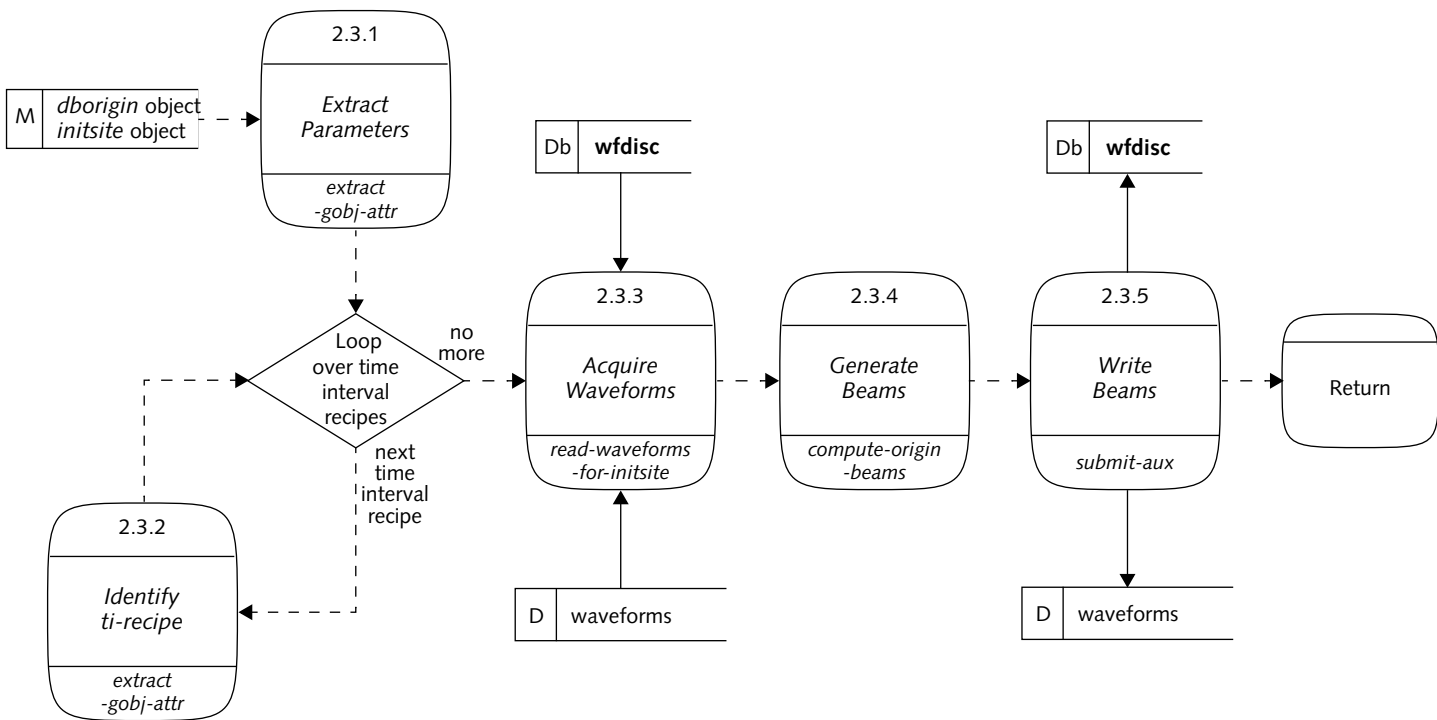 2.3.1
Extract
Parameters
extract
-gobj-attr
M
dborigin object
initsite object
Db
wfdisc
Db
wfdisc
Loop
over time
interval
recipes
no
more
next
time
interval
recipe
2.3.2
Identify
ti-recipe
extract
-gobj-attr
2.3.3
Acquire
Waveforms
read-waveforms
-for-initsite
2.3.4
Generate
Beams
compute-origin
-beams
2.3.5
Write
Beams
submit-aux
Return
D
waveforms
D
waveforms